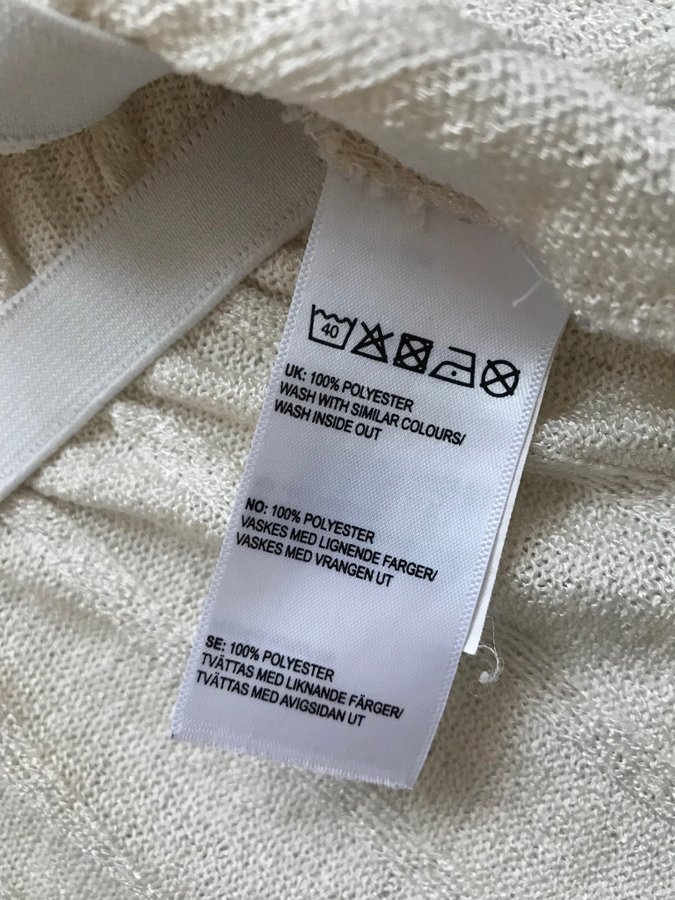 40
UK: 100% POLYESTER
WASH WITH SIMILAR COLOURS/
WASH INSIDE OUT
NO: 100% POLYESTER
VASKES MED LIGNENDE FARGER/
VASKES MED VRANGEN UT
SE: 100% POLYESTER
TVÄTTAS MED LIKNANDE FÄRGER/
TVÄTTAS MED AVIGSIDAN UT